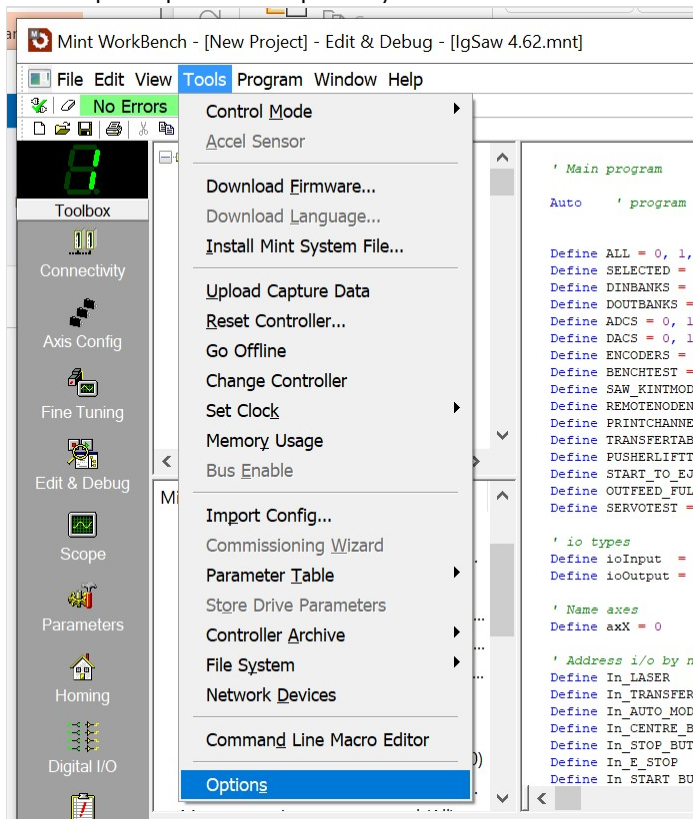 Mint WorkBench - [New Project] - Edit & Debug - [IgSaw 4.62.mnt]
File Edit View Tools Program Window Help
No Errors
Toolbox
Connectivity
Axis Config
Fine Tuning
Edit & Debug
Scope
Parameters
Homing
Digital I/O
Control Mode
Accel Sensor
Download Firmware...
Download Language...
Install Mint System File...
Upload Capture Data
Reset Controller...
Go Offline
Change Controller
Set Clock
Memory Usage
Bus Enable
Import Config...
Commissioning Wizard
Parameter Table
Store Drive Parameters
Controller Archive
File System
Network Devices
Command Line Macro Editor
Options
Mi
' Main program
Auto ' program
Define ALL = 0, 1,
Define SELECTED =
Define DINBANKS =
Define DOUTBANKS =
Define ADCS = 0, 1
Define DACS = 0, 1
Define ENCODERS =
Define BENCHTEST =
Define SAW_KINTMOD
Define REMOTENODEN
Define PRINTCHANNE
Define TRANSFERTAB
Define PUSHERLIFTT
Define START_TO_EJ
Define OUTFEED_FUL
Define SERVOTEST =
' io types
Define ioInput =
Define ioOutput =
' Name axes
Define axX = 0
' Address i/o by n
Define In_LASER
Define In_TRANSFER
Define In_AUTO_MOD
Define In_CENTRE_B
Define In_STOP_BUT
Define In_E_STOP
Define In_START_BU